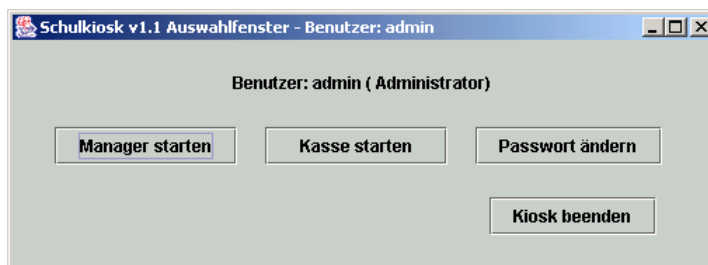 Schulkiosk v1.1 Auswahlfenster - Benutzer: admin
Benutzer: admin ( Administrator)
Manager starten Kasse starten Passwort ändern
Kiosk beenden